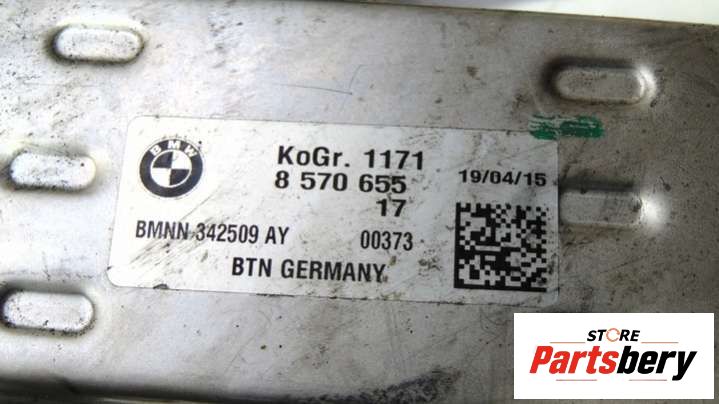 BMW
KoGr. 1171
8 570 655
19/04/15
17
BMNN 342509 AY 00373
BTN GERMANY
STORE
Partsbery